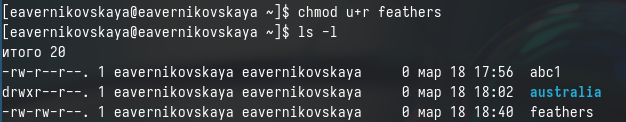 [eavernikovskaya@eavernikovskaya ~]$ chmod u+r feathers
[eavernikovskaya@eavernikovskaya ~]$ ls -l
итого 20
-rw-r--r--. 1 eavernikovskaya eavernikovskaya 0 мар 18 17:56 abc1
drwxr--r--. 1 eavernikovskaya eavernikovskaya 0 мар 18 18:02 australia
-rw-rw-r--. 1 eavernikovskaya eavernikovskaya 0 мар 18 18:40 feathers